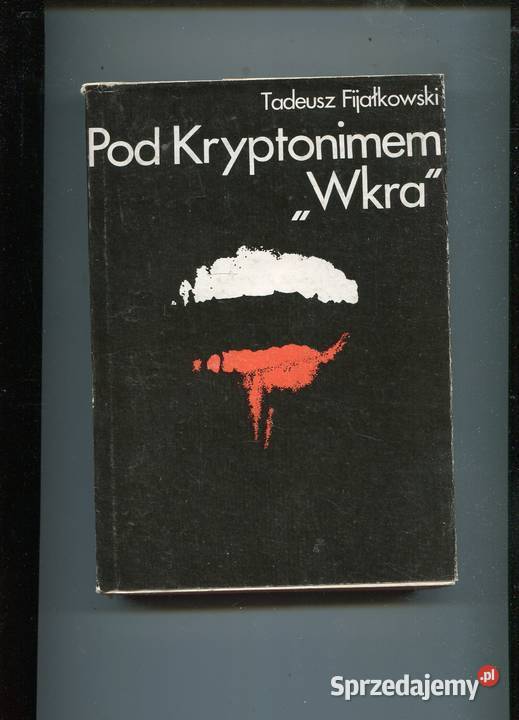 Tadeusz Fijałkowski
Pod Kryptonimem
„Wkra”
Sprzedajemy.pl